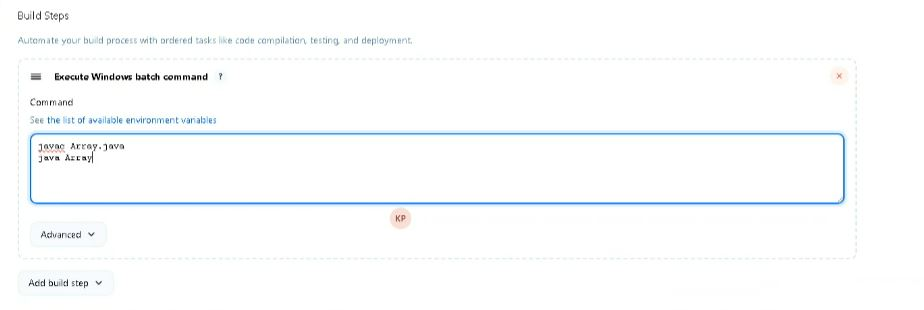 Build Steps
Automate your build process with ordered tasks like code compilation, testing, and deployment.
Execute Windows batch command ?
Command
See the list of available environment variables
javac Array.java
java Array
KP
Advanced
Add build step